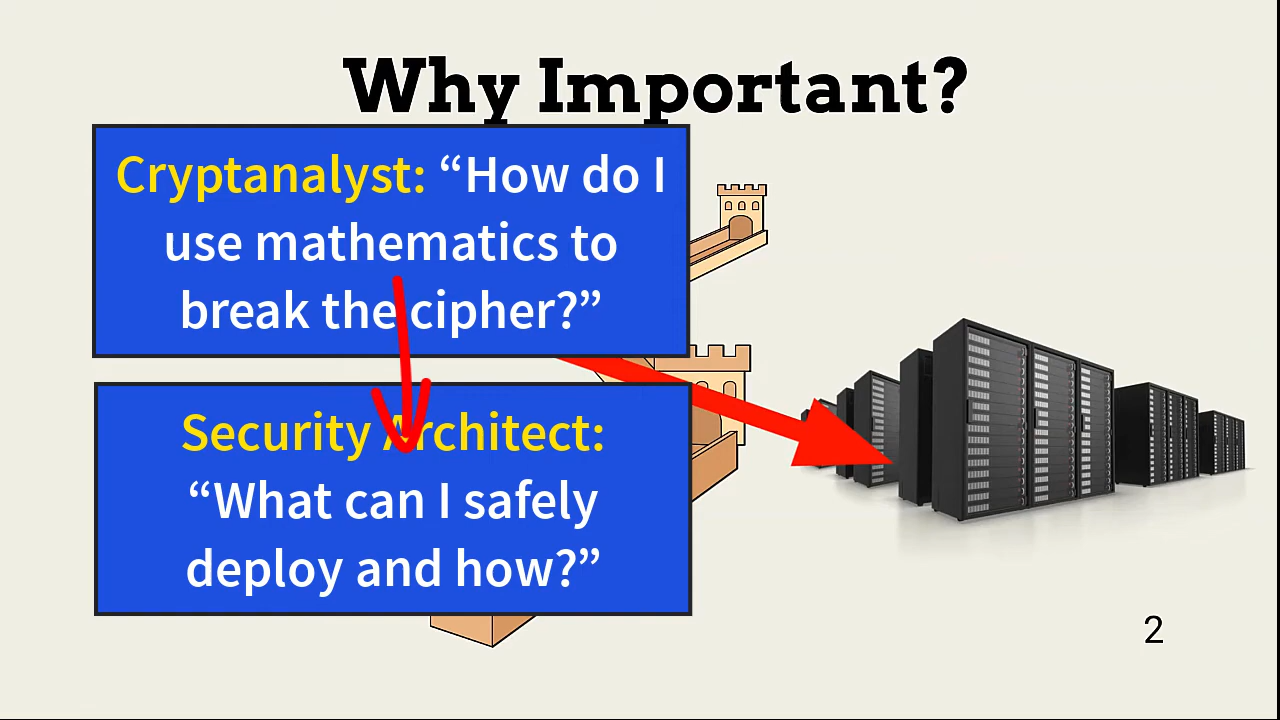 Why Important?
Cryptanalyst: “How do I
use mathematics to
break the cipher?”
Security Architect:
“What can I safely
deploy and how?”
2